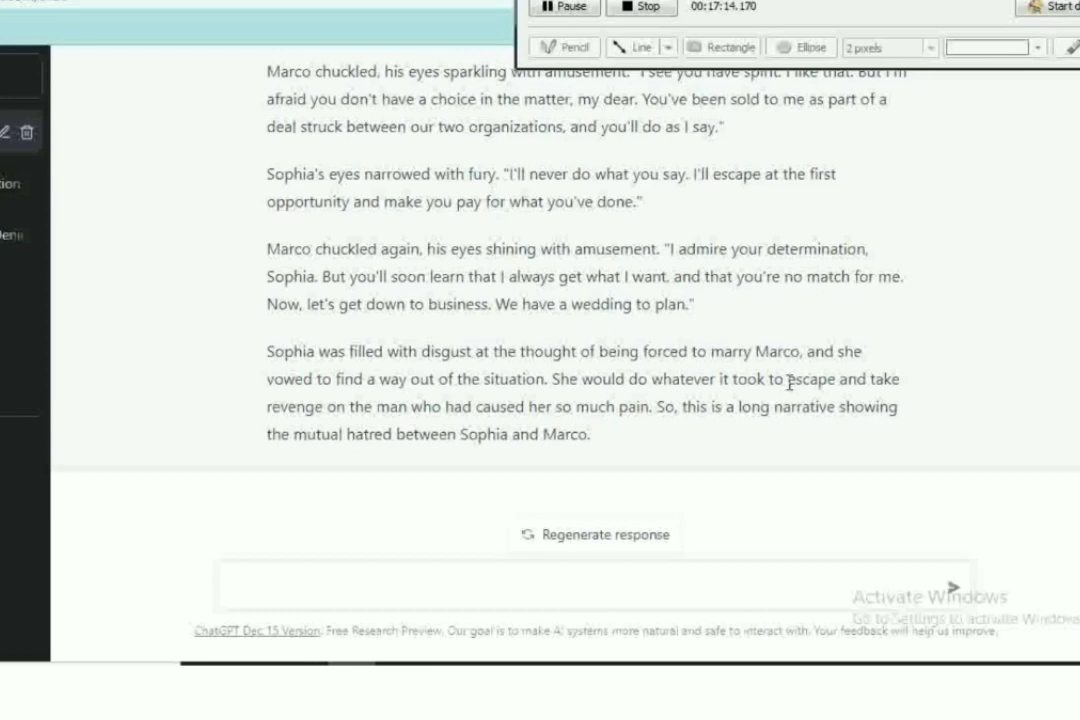 Pause Stop 00:17:14.170 Start
Pencil Line Rectangle Ellipse 2 pixels
Marco chuckled, his eyes sparkling with amusement. "I see you have spirit. I like that. But I'm
afraid you don't have a choice in the matter, my dear. You've been sold to me as part of a
deal struck between our two organizations, and you'll do as I say."
Sophia's eyes narrowed with fury. "I'll never do what you say. I'll escape at the first
opportunity and make you pay for what you've done."
Marco chuckled again, his eyes shining with amusement. "I admire your determination,
Sophia. But you'll soon learn that I always get what I want, and that you're no match for me.
Now, let's get down to business. We have a wedding to plan."
Sophia was filled with disgust at the thought of being forced to marry Marco, and she
vowed to find a way out of the situation. She would do whatever it took to escape and take
revenge on the man who had caused her so much pain. So, this is a long narrative showing
the mutual hatred between Sophia and Marco.
Regenerate response
Activate Windows
Go to Settings to activate Windows
ChatGPT Dec 15 Version. Free Research Preview. Our goal is to make AI systems more natural and safe to interact with. Your feedback will help us improve.